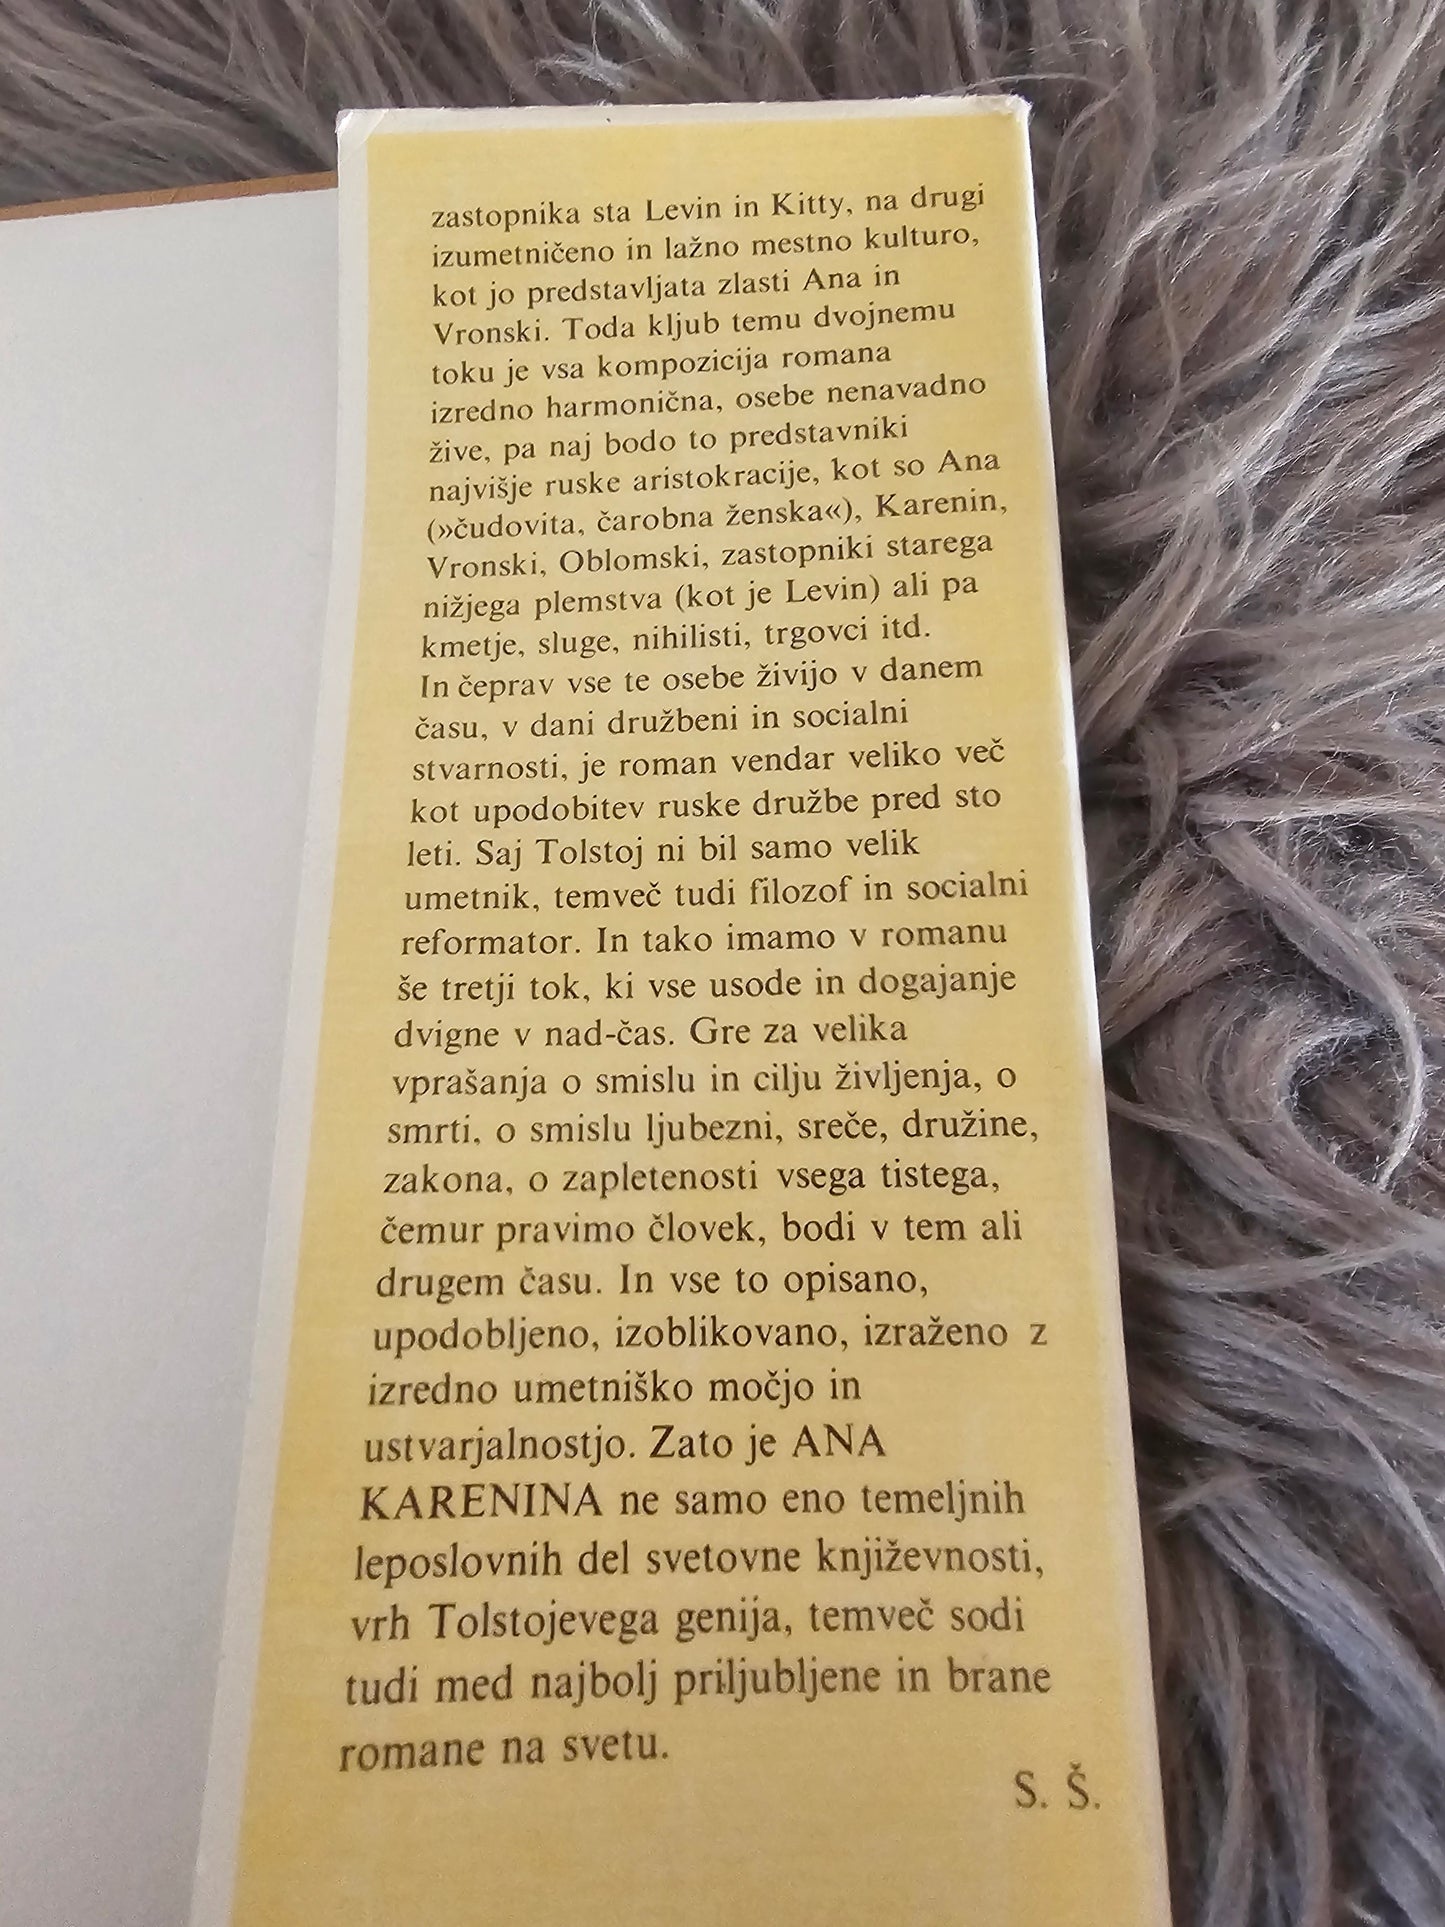 zastopnika sta Levin in Kitty, na drugi
izumetničeno in lažno mestno kulturo,
kot jo predstavljata zlasti Ana in
Vronski. Toda kljub temu dvojnemu
toku je vsa kompozicija romana
izredno harmonična, osebe nenavadno
žive, pa naj bodo to predstavniki
najvišje ruske aristokracije, kot so Ana
(»čudovita, čarobna ženska«), Karenin,
Vronski, Oblomski, zastopniki starega
nižjega plemstva (kot je Levin) ali pa
kmetje, sluge, nihilisti, trgovci itd.
In čeprav vse te osebe živijo v danem
času, v dani družbeni in socialni
stvarnosti, je roman vendar veliko več
kot upodobitev ruske družbe pred sto
leti. Saj Tolstoj ni bil samo velik
umetnik, temveč tudi filozof in socialni
reformator. In tako imamo v romanu
še tretji tok, ki vse usode in dogajanje
dvigne v nad-čas. Gre za velika
vprašanja o smislu in cilju življenja, o
smrti, o smislu ljubezni, sreče, družine,
zakona, o zapletenosti vsega tistega,
čemur pravimo človek, bodi v tem ali
drugem času. In vse to opisano,
upodobljeno, izoblikovano, izraženo z
izredno umetniško močjo in
ustvarjalnostjo. Zato je ANA
KARENINA ne samo eno temeljnih
leposlovnih del svetovne književnosti,
vrh Tolstojevega genija, temveč sodi
tudi med najbolj priljubljene in brane
romane na svetu.
S. Š.